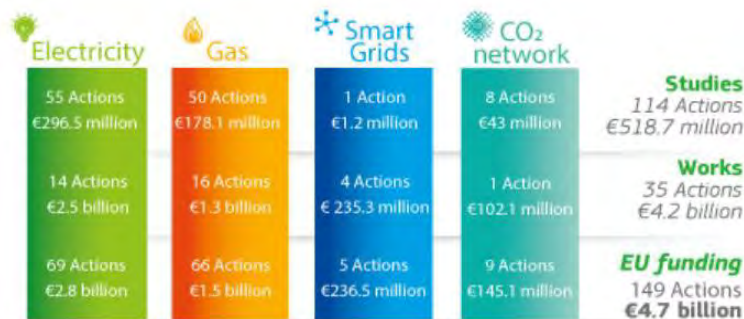 Electricity
Gas
Smart
Grids
CO₂
network
55 Actions
€296.5 million
50 Actions
€178.1 million
1 Action
€1.2 million
8 Actions
€43 million
Studies
114 Actions
€518.7 million
14 Actions
€2.5 billion
16 Actions
€1.3 billion
4 Actions
€ 235.3 million
1 Action
€102.1 million
Works
35 Actions
€4.2 billion
69 Actions
€2.8 billion
66 Actions
€1.5 billion
5 Actions
€236.5 million
9 Actions
€145.1 million
EU funding
149 Actions
€4.7 billion